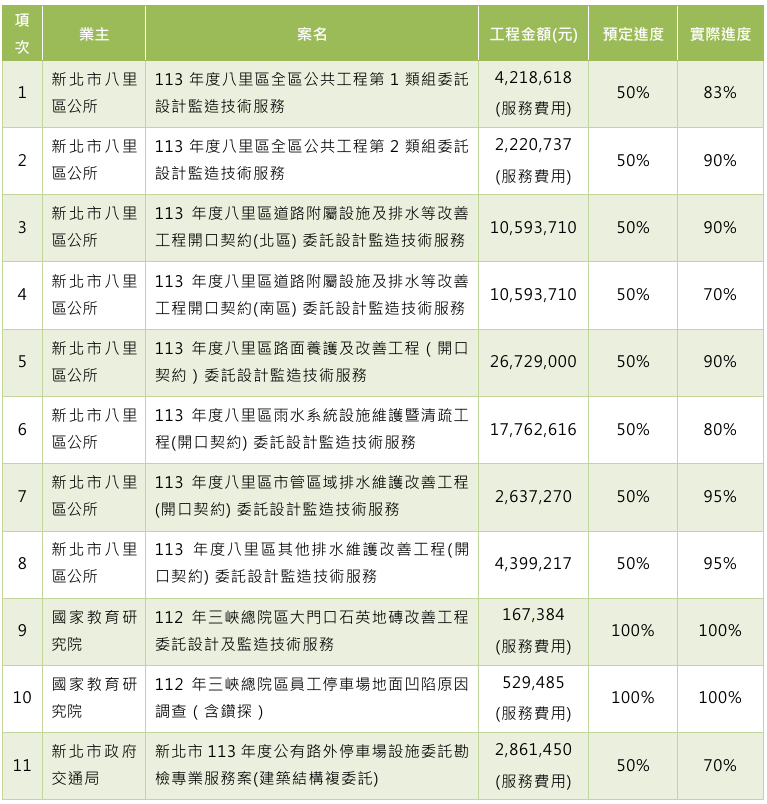 項次 業主 案名 工程金額(元) 預定進度 實際進度
1 新北市八里 113 年度八里區全區公共工程第 1 類組委託 4,218,618 50% 83%
區公所 設計監造技術服務 (服務費用)
2 新北市八里 113 年度八里區全區公共工程第 2 類組委託 2,220,737 50% 90%
區公所 設計監造技術服務 (服務費用)
3 新北市八里 113 年度八里區道路附屬設施及排水等改善 10,593,710 50% 90%
區公所 工程開口契約(北區) 委託設計監造技術服務
4 新北市八里 113 年度八里區道路附屬設施及排水等改善 10,593,710 50% 70%
區公所 工程開口契約(南區) 委託設計監造技術服務
5 新北市八里 113 年度八里區路面養護及改善工程（開口 26,729,000 50% 90%
區公所 契約）委託設計監造技術服務
6 新北市八里 113 年度八里區雨水系統設施維護暨清疏工 17,762,616 50% 80%
區公所 程(開口契約) 委託設計監造技術服務
7 新北市八里 113 年度八里區市管區域排水維護改善工程 2,637,270 50% 95%
區公所 (開口契約) 委託設計監造技術服務
8 新北市八里 113 年度八里區其他排水維護改善工程(開 4,399,217 50% 95%
區公所 口契約) 委託設計監造技術服務
9 國家教育研 112 年三峽總院區大門口石英地磚改善工程 167,384 100% 100%
究院 委託設計及監造技術服務 (服務費用)
10 國家教育研 112 年三峽總院區員工停車場地面凹陷原因 529,485 100% 100%
究院 調查（含鑽探） (服務費用)
11 新北市政府 新北市 113 年度公有路外停車場設施委託勘 2,861,450 50% 70%
交通局 檢專業服務案(建築結構複委託) (服務費用)